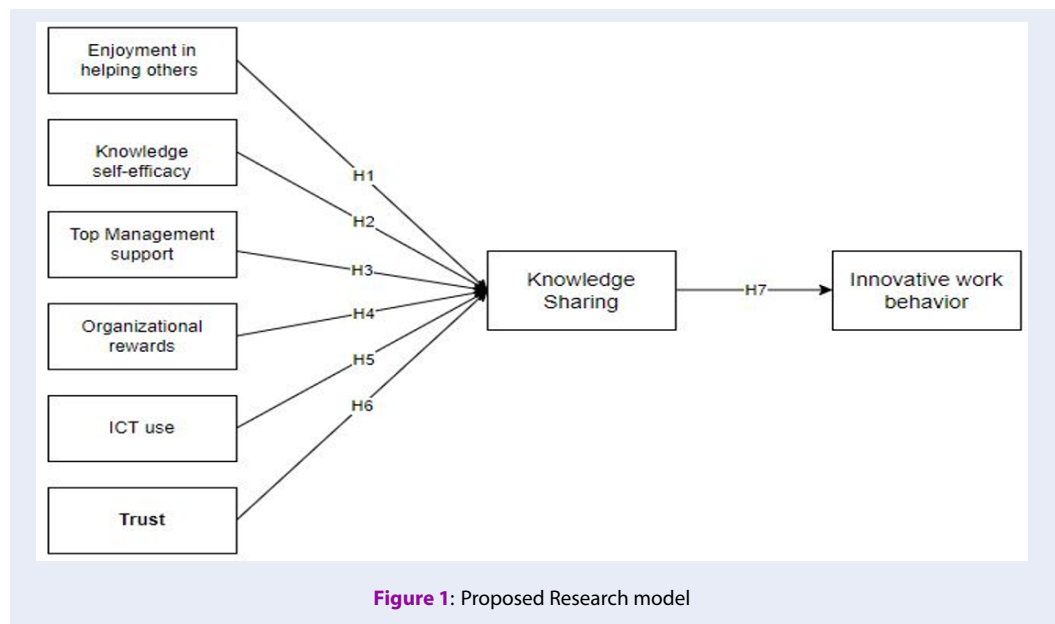 Enjoyment in
helping others
Knowledge
self-efficacy
Top Management
support
Organizational
rewards
ICT use
Trust
H1
H2
H3
H4
H5
H6
Knowledge
Sharing
H7
Innovative work
behavior
Figure 1: Proposed Research model